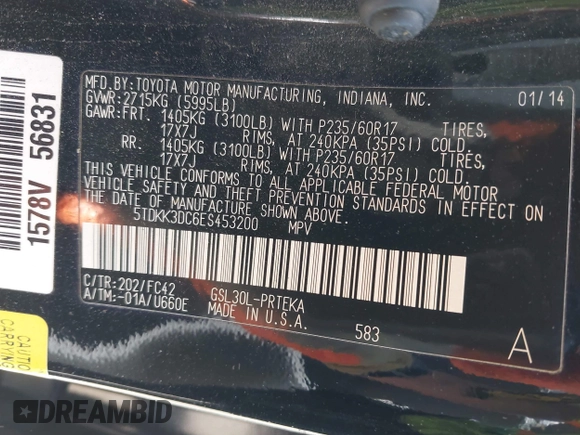 MFD.BY:TOYOTA MOTOR MANUFACTURING, INDIANA, INC. 01/14
GVWR:2715KG (5995LB)
GAWR:FRT. 1405KG (3100LB) WITH P235/60R17 TIRES,
17X7J RIMS, AT 240KPA (35PSI) COLD.
RR. 1405KG (3100LB) WITH P235/60R17 TIRES,
17X7J RIMS, AT 240KPA (35PSI) COLD.
THIS VEHICLE CONFORMS TO ALL APPLICABLE FEDERAL MOTOR
VEHICLE SAFETY AND THEFT PREVENTION STANDARDS IN EFFECT ON
THE DATE OF MANUFACTURE SHOWN ABOVE.
5TDKK3DC6ES453200 MPV
C/TR:202/FC42 GSL30L-PRTEKA
A/TM:-01A/U660E MADE IN U.S.A. 583 A
1578V 56831
CAUTIO
CARRYING
DREAMBID